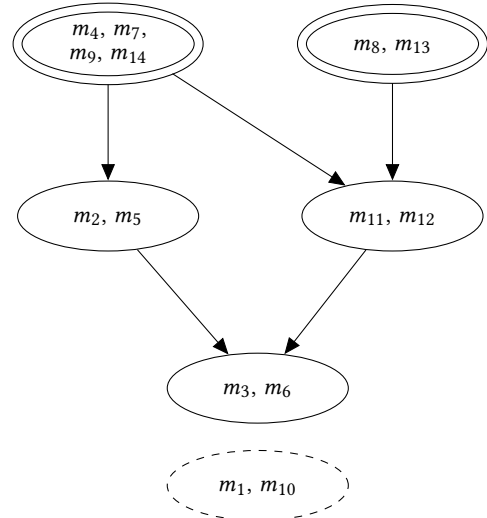 m₄, m₇,
m₉, m₁₄
m₈, m₁₃
m₂, m₅
m₁₁, m₁₂
m₃, m₆
m₁, m₁₀